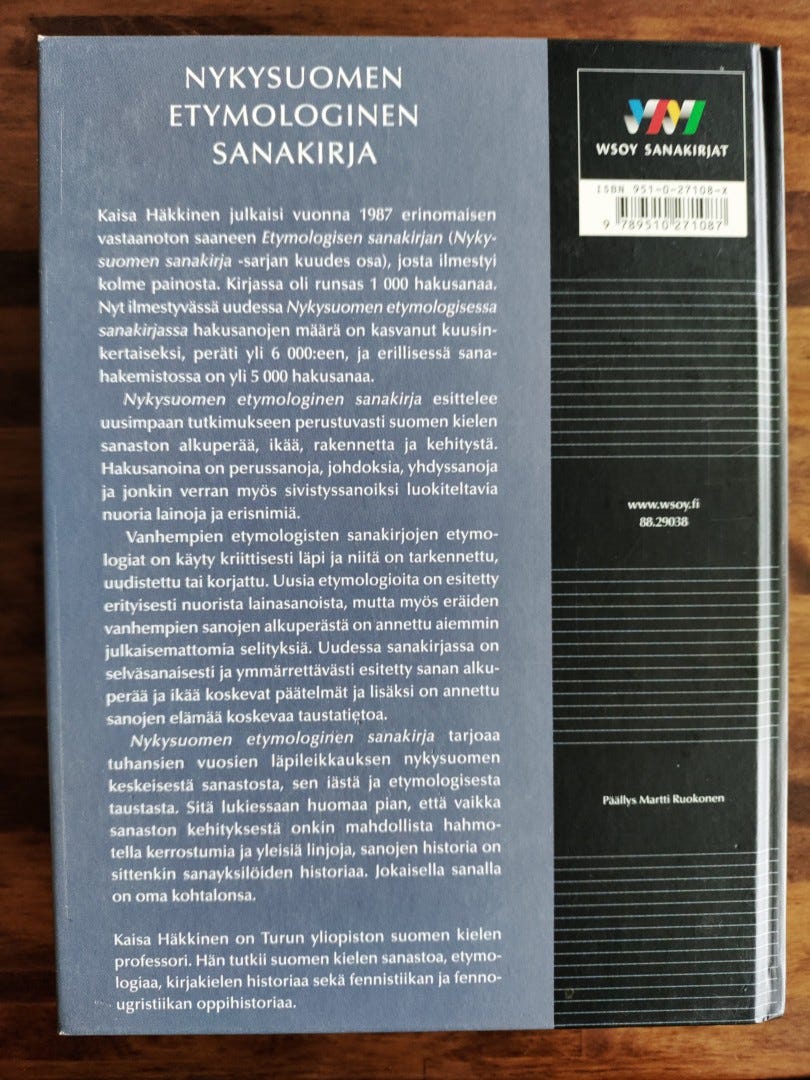 NYKYSUOMEN
ETYMOLOGINEN
SANAKIRJA
Kaisa Häkkinen julkaisi vuonna 1987 erinomaisen
vastaanoton saaneen Etymologisen sanakirjan (Nyky-
suomen sanakirja -sarjan kuudes osa), josta ilmestyi
kolme painosta. Kirjassa oli runsas 1 000 hakusanaa.
Nyt ilmestyvässä uudessa Nykysuomen etymologisessa
sanakirjassa hakusanojen määrä on kasvanut kuusin-
kertaiseksi, peräti yli 6 000:een, ja erillisessä sana-
hakemistossa on yli 5 000 hakusanaa.
Nykysuomen etymologinen sanakirja esittelee
uusimpaan tutkimukseen perustuvasti suomen kielen
sanaston alkuperää, ikää, rakennetta ja kehitystä.
Hakusanoina on perussanoja, johdoksia, yhdyssanoja
ja jonkin verran myös sivistyssanoiksi luokiteltavia
nuoria lainoja ja erisnimiä.
Vanhempien etymologisten sanakirjojen etymo-
logiat on käyty kriittisesti läpi ja niitä on tarkennettu,
uudistettu tai korjattu. Uusia etymologioita on esitetty
erityisesti nuorista lainasanoista, mutta myös eräiden
vanhempien sanojen alkuperästä on annettu aiemmin
julkaisemattomia selityksiä. Uudessa sanakirjassa on
selväsanaisesti ja ymmärrettävästi esitetty sanan alku-
perää ja ikää koskevat päätelmät ja lisäksi on annettu
sanojen elämää koskevaa taustatietoa.
Nykysuomen etymologinen sanakirja tarjoaa
tuhansien vuosien läpileikkauksen nykysuomen
keskeisestä sanastosta, sen iästä ja etymologisesta
taustasta. Sitä lukiessaan huomaa pian, että vaikka
sanaston kehityksestä onkin mahdollista hahmo-
tella kerrostumia ja yleisiä linjoja, sanojen historia on
sittenkin sanayksilöiden historiaa. Jokaisella sanalla
on oma kohtalonsa.
Kaisa Häkkinen on Turun yliopiston suomen kielen
professori. Hän tutkii suomen kielen sanastoa, etymo-
logiaa, kirjakielen historiaa sekä fennistiikan ja fenno-
ugristiikan oppihistoriaa.
WSOY SANAKIRJAT
ISBN 951-0-27108-X
9 789510 271087
www.wsoy.fi
88.29038
Päällys Martti Ruokonen